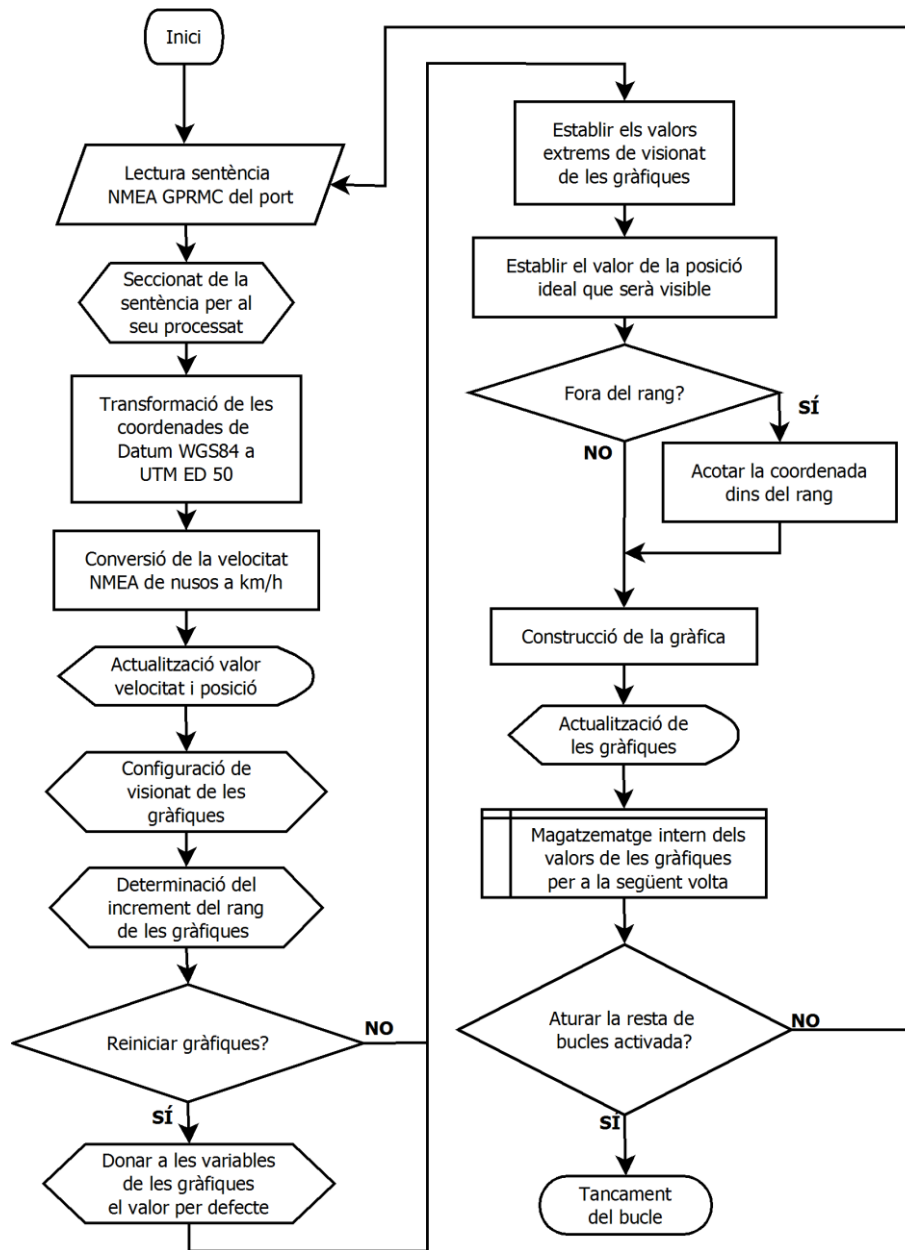 Inici
Lectura sentència
NMEA GPRMC del port
Seccionat de la
sentència per al
seu processat
Transformació de les
coordenades de
Datum WGS84 a
UTM ED 50
Conversió de la velocitat
NMEA de nusos a km/h
Actualització valor
velocitat i posició
Configuració de
visionat de les
gràfiques
Determinació del
increment del rang
de les gràfiques
Reiniciar gràfiques?
NO
SÍ
Donar a les variables
de les gràfiques
el valor per defecte
Establir els valors
extrems de visionat
de les gràfiques
Establir el valor de la posició
ideal que serà visible
Fora del rang?
SÍ
NO
Acotar la coordenada
dins del rang
Construcció de la gràfica
Actualització de
les gràfiques
Magatzematge intern dels
valors de les gràfiques
per a la següent volta
Aturar la resta de
bucles activada?
NO
SÍ
Tancament
del bucle